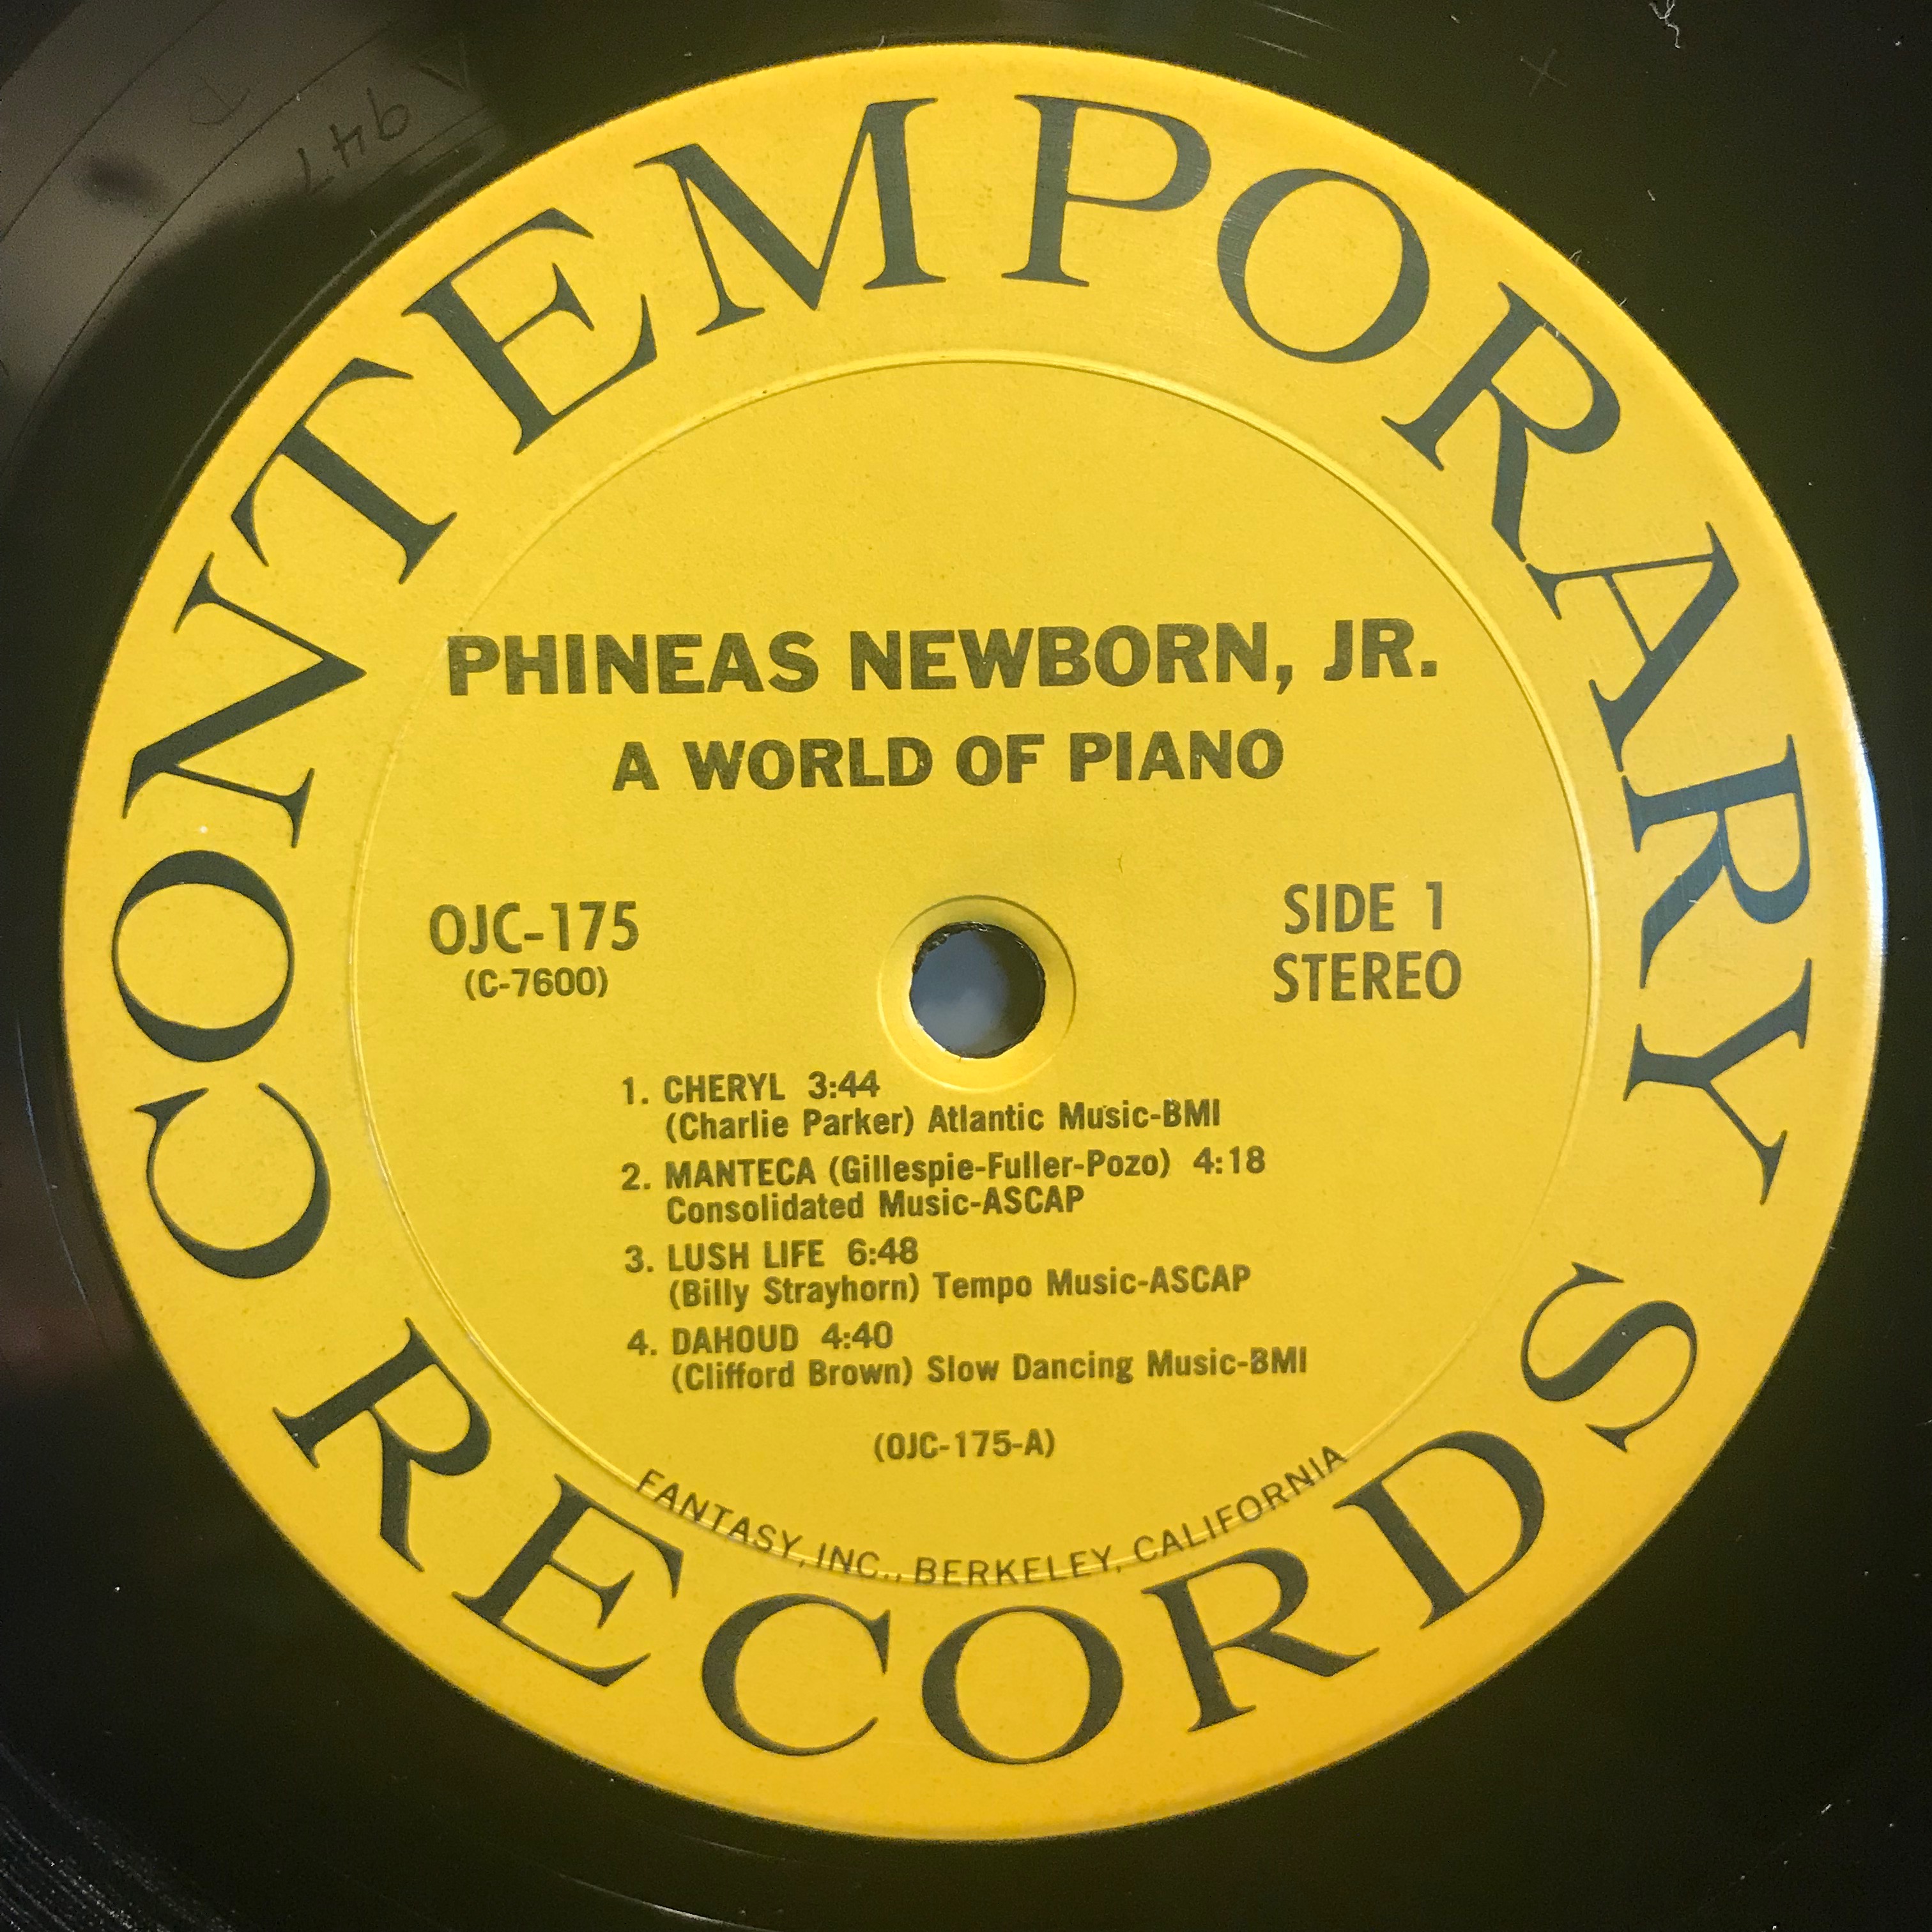 CONTEMPORARY
PHINEAS NEWBORN, JR.
A WORLD OF PIANO
OJC-175
(C-7600)
SIDE 1
STEREO
1. CHERYL 3:44
(Charlie Parker) Atlantic Music-BMI
2. MANTECA (Gillespie-Fuller-Pozo) 4:18
Consolidated Music-ASCAP
3. LUSH LIFE 6:48
(Billy Strayhorn) Tempo Music-ASCAP
4. DAHOUD 4:40
(Clifford Brown) Slow Dancing Music-BMI
(OJC-175-A)
FANTASY, INC., BERKELEY, CALIFORNIA
RECORDS